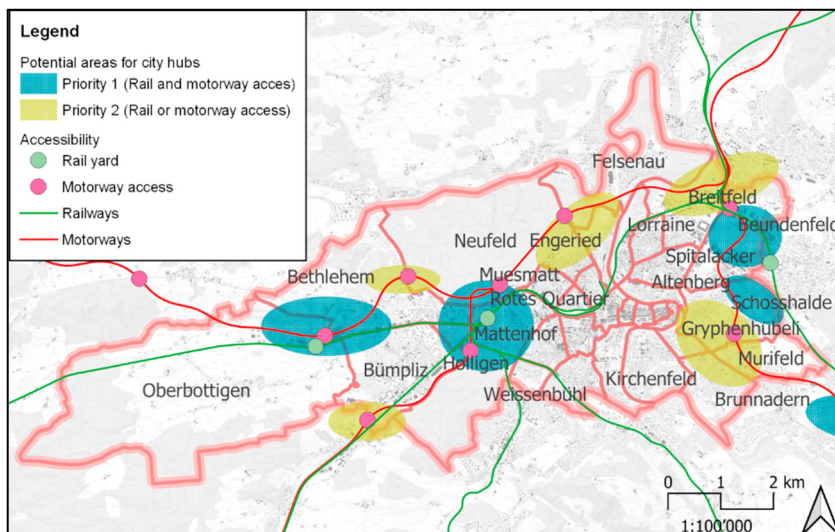 Legend
Potential areas for city hubs
Priority 1 (Rail and motorway acces)
Priority 2 (Rail or motorway access)
Accessibility
Rail yard
Motorway access
Railways
Motorways
Felsenau
Breitfeld
Neufeld
Engeried
Lorraine
Beundenfeld
Bethlehem
Muesmatt
Spitalacker
Rotes Quartier
Altenberg
Schosshalde
Mattenhof
Gryphenhübeli
Oberbottigen
Bümpliz
Holligen
Murifeld
Weissenbühl
Kirchenfeld
Brunnadern
0 1 2 km
1:100'000